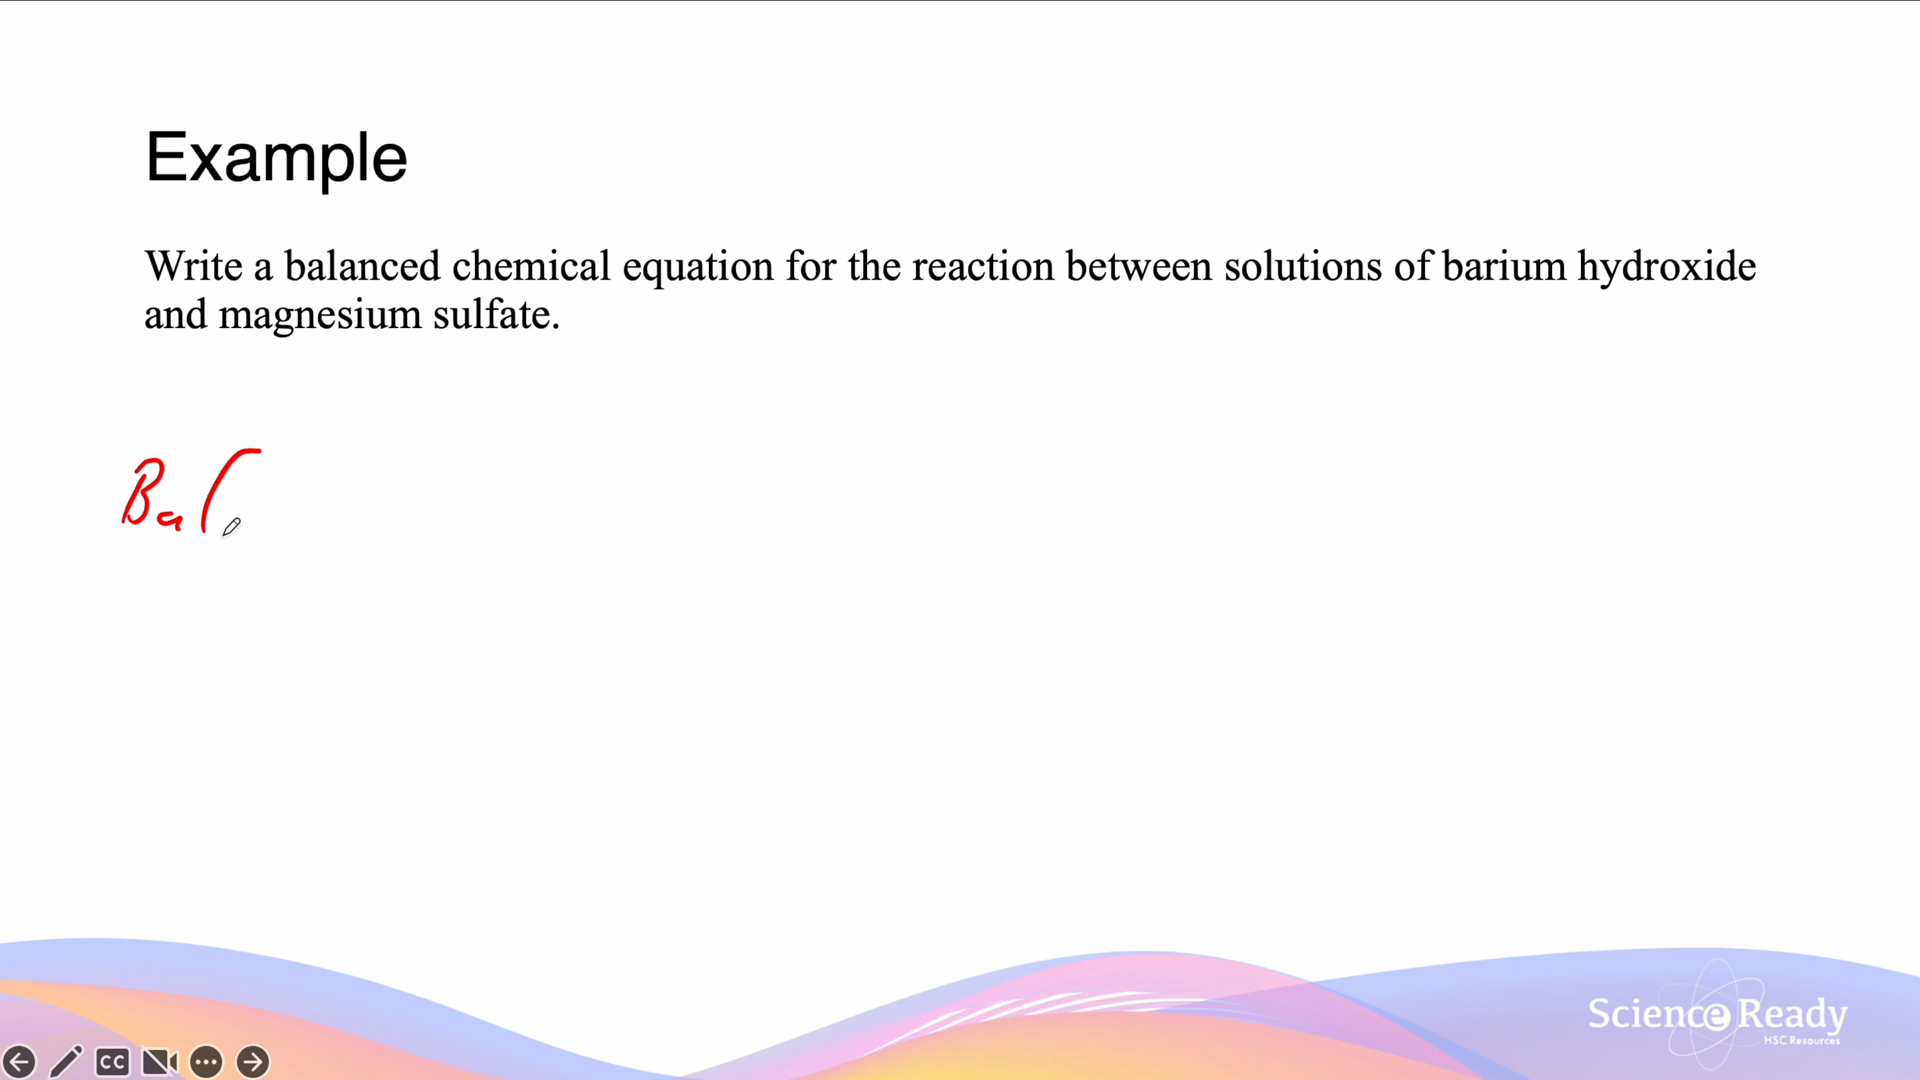 Example
Write a balanced chemical equation for the reaction between solutions of barium hydroxide
and magnesium sulfate.
Ba(
CC
Science Ready
HSC Resources